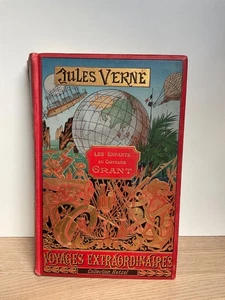 JULES VERNE
LES ENFANTS
DU CAPITAINE
GRANT
VOYAGES EXTRAORDINAIRES
Collection Hetzel